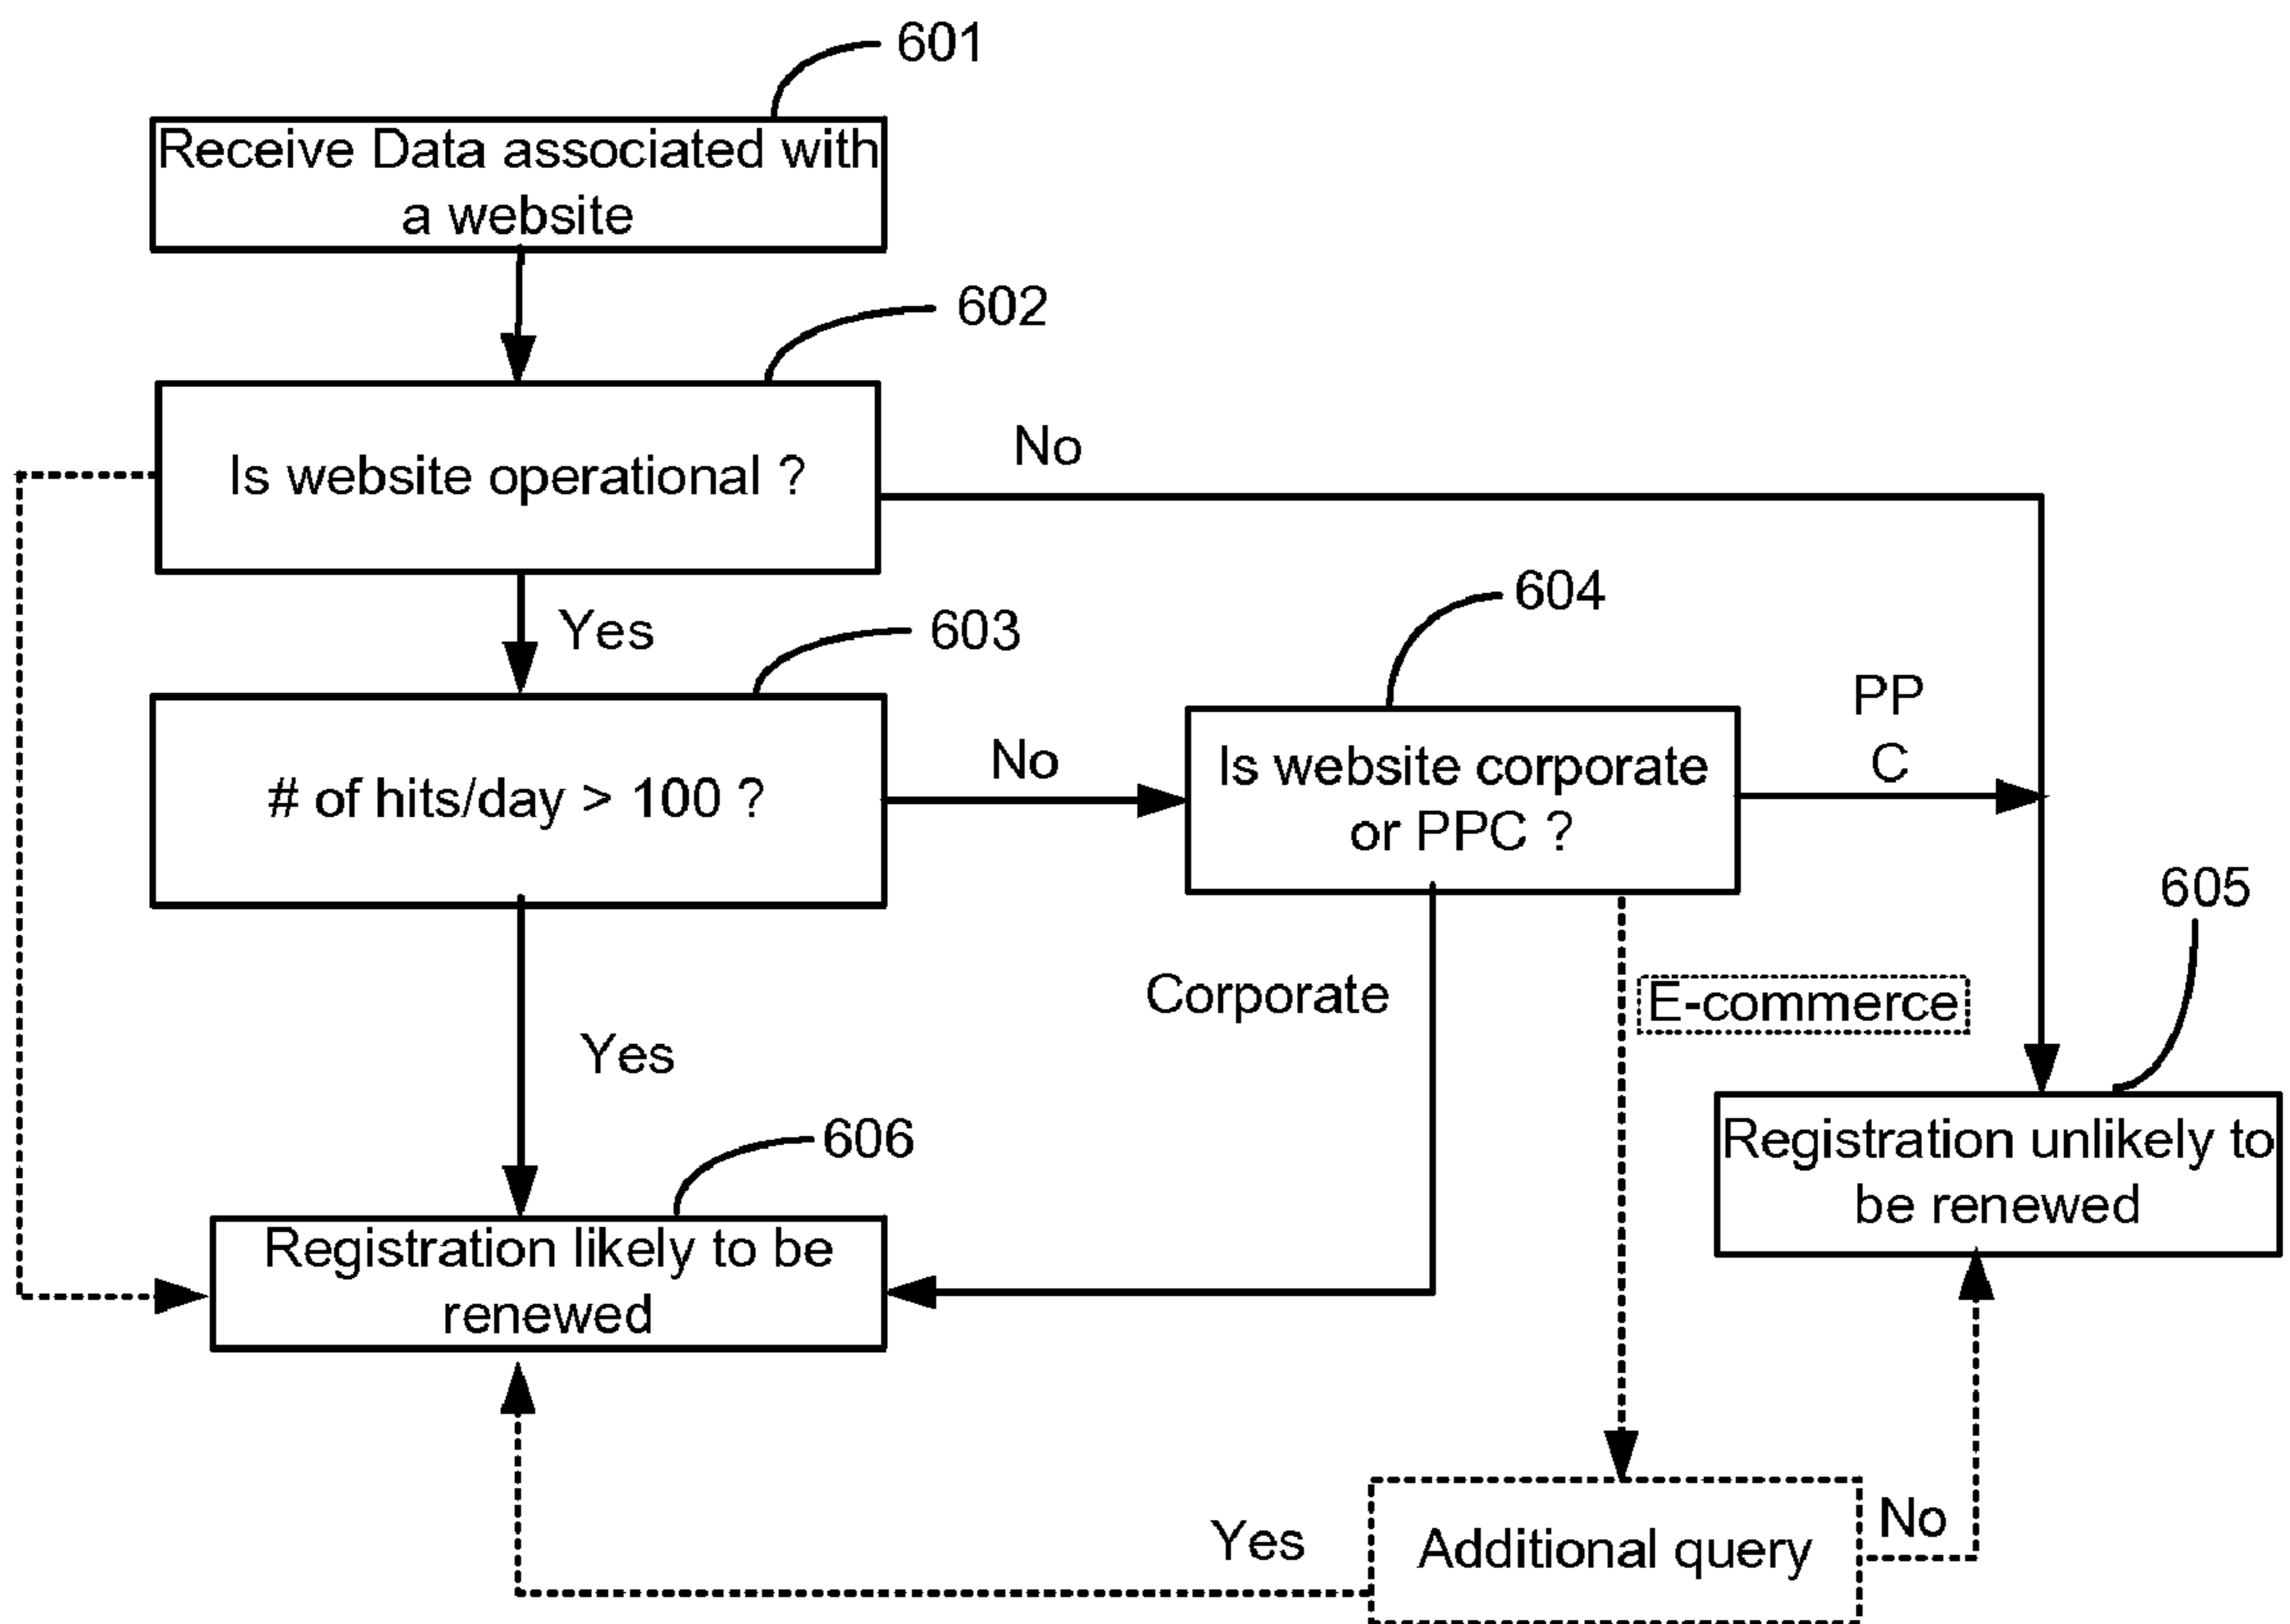 601
Receive Data associated with
a website
602
Is website operational ?
No
Yes
603
604
# of hits/day > 100 ?
No
Is website corporate
or PPC ?
PP
C
605
Corporate
E-commerce
Yes
606
Registration unlikely to
be renewed
Registration likely to be
renewed
Yes
Additional query
No